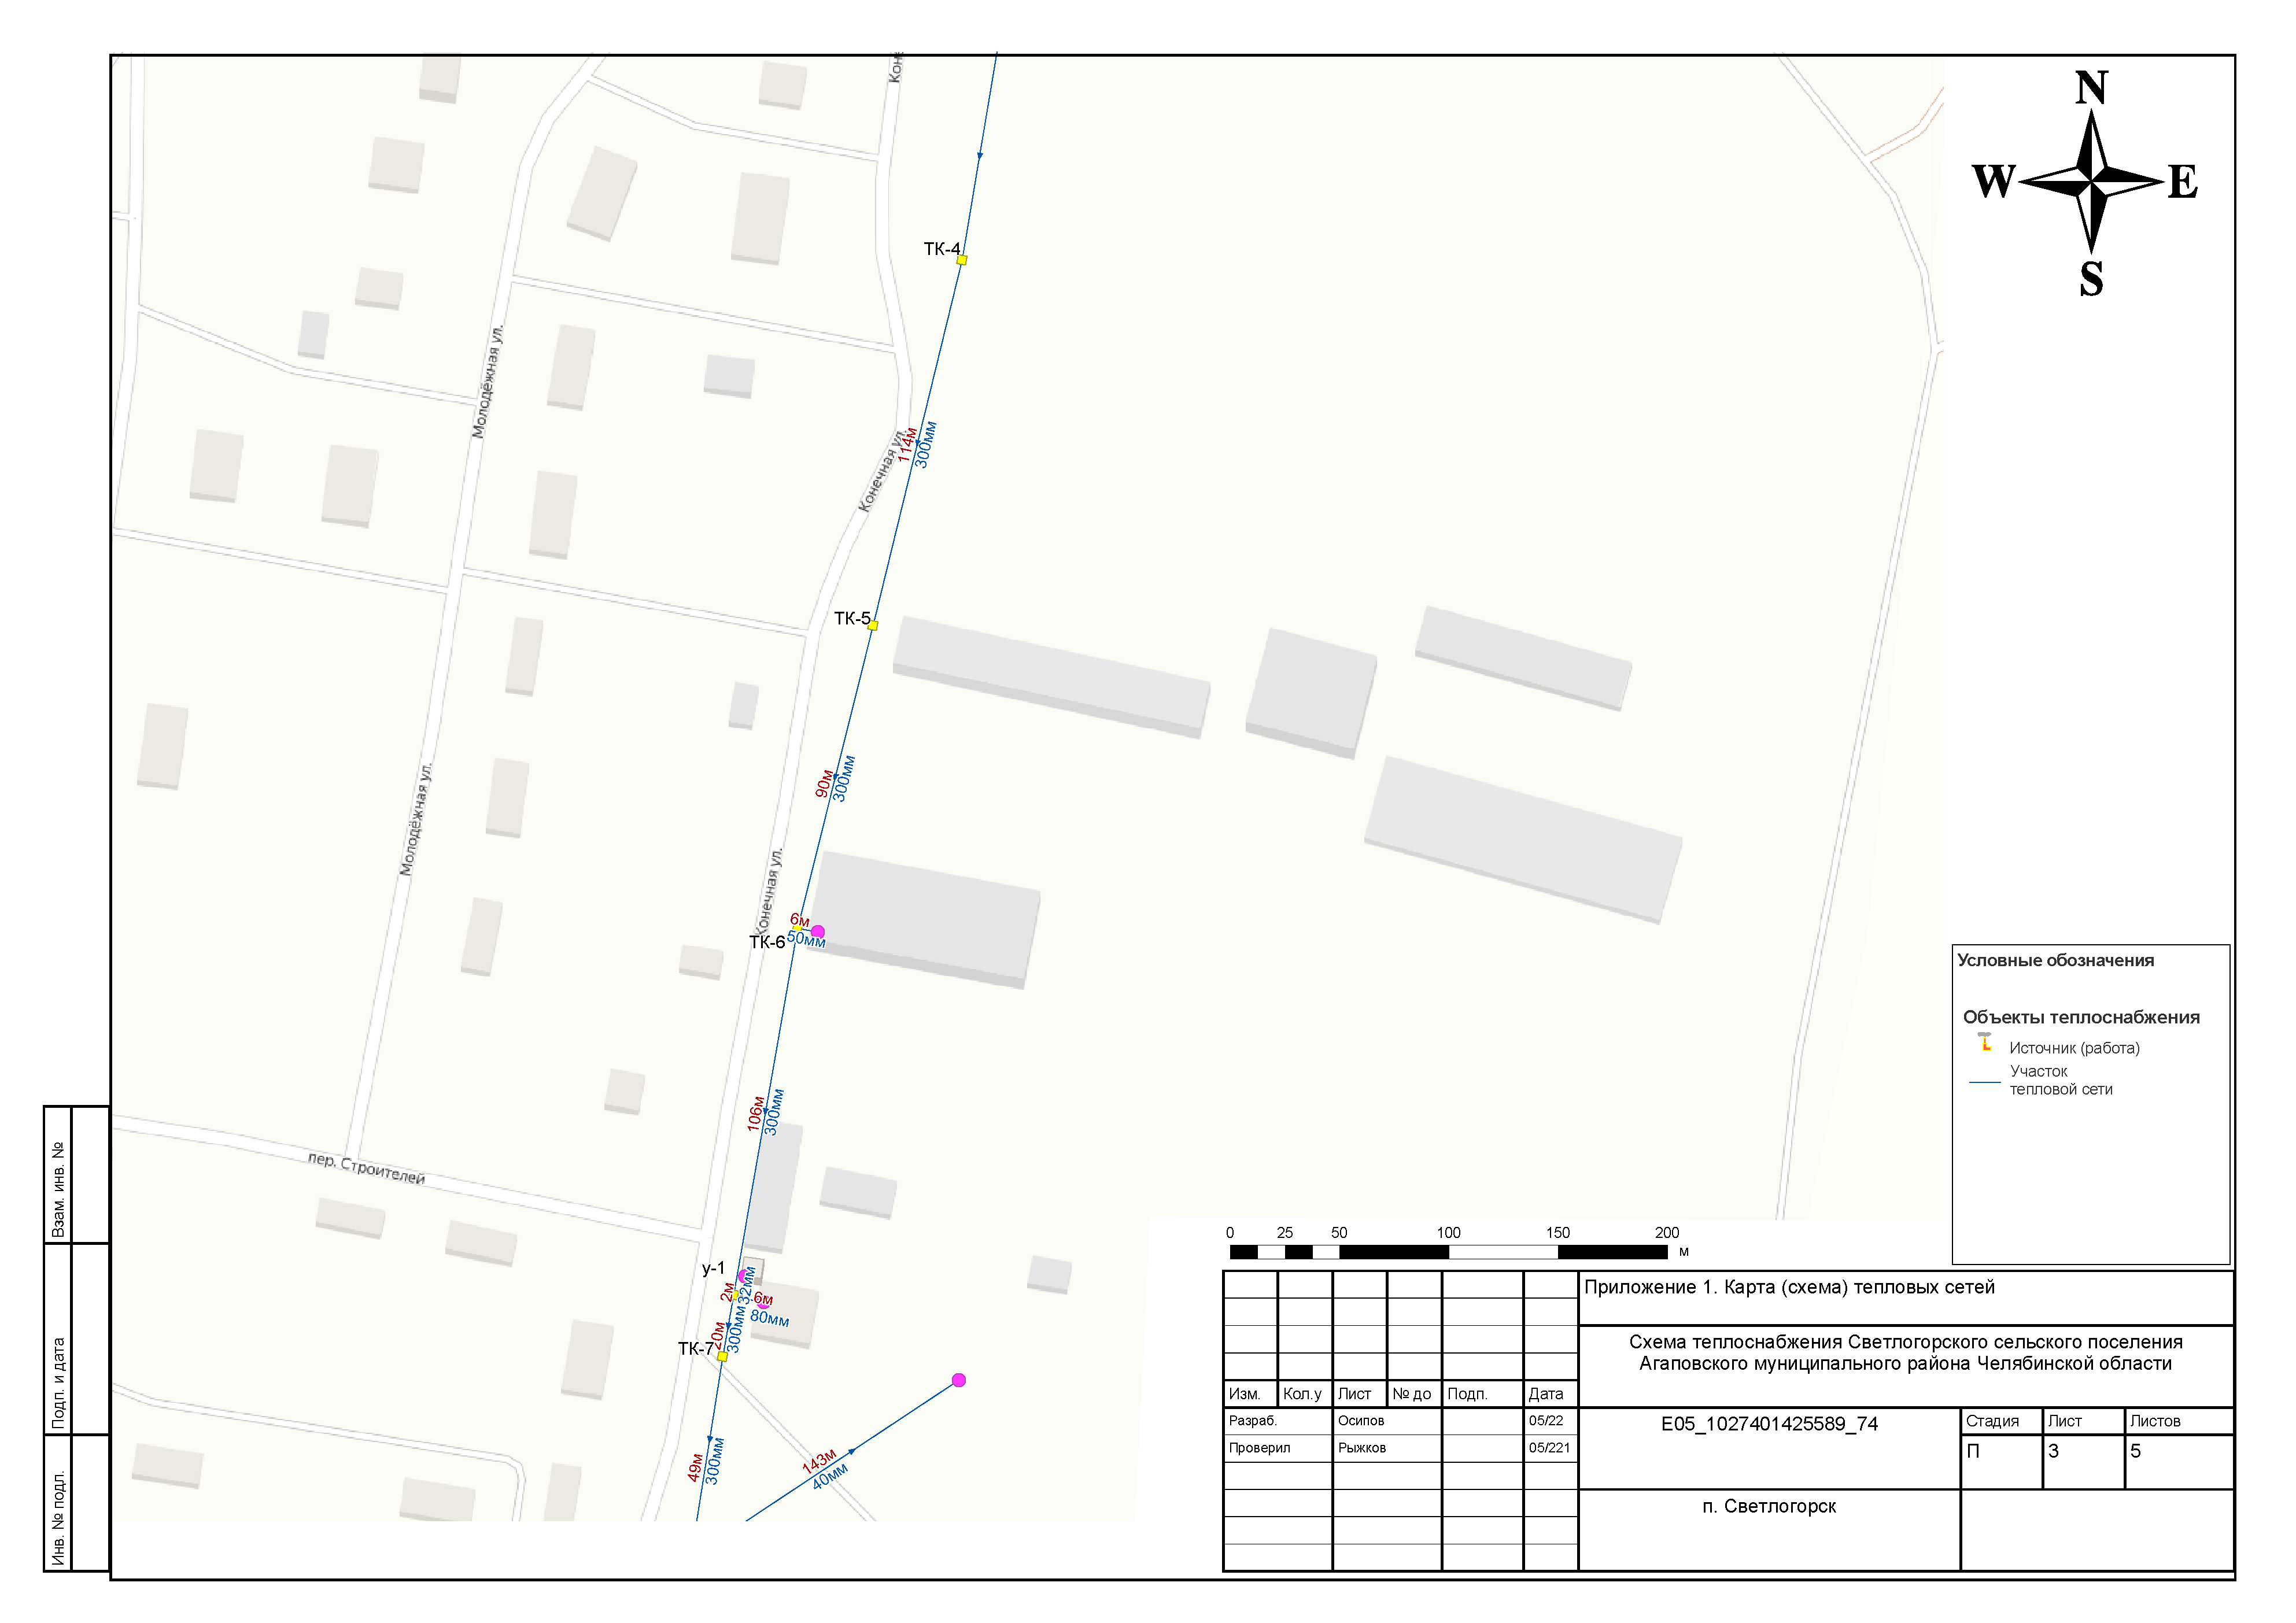 N
W
E
S
ТК-4
Молодёжная ул.
Конечная ул.
114м
300мм
ТК-5
90м
300мм
Молодёжная ул.
Конечная ул.
6м
ТК-6
50мм
106м
300мм
пер. Строителей
у-1
2м
32мм
6м
80мм
20м
300мм
ТК-7
49м
300мм
143м
40мм
Условные обозначения
Объекты теплоснабжения
Источник (работа)
Участок
тепловой сети
0 25 50 100 150 200
м
Приложение 1. Карта (схема) тепловых сетей
Схема теплоснабжения Светлогорского сельского поселения
Агаповского муниципального района Челябинской области
Изм. Кол.у Лист № до Подп. Дата
Разраб. Осипов 05/22
Проверил Рыжков 05/221
E05_1027401425589_74
Стадия Лист Листов
П 3 5
п. Светлогорск
Взам. инв. №
Подп. и дата
Инв. № подл.